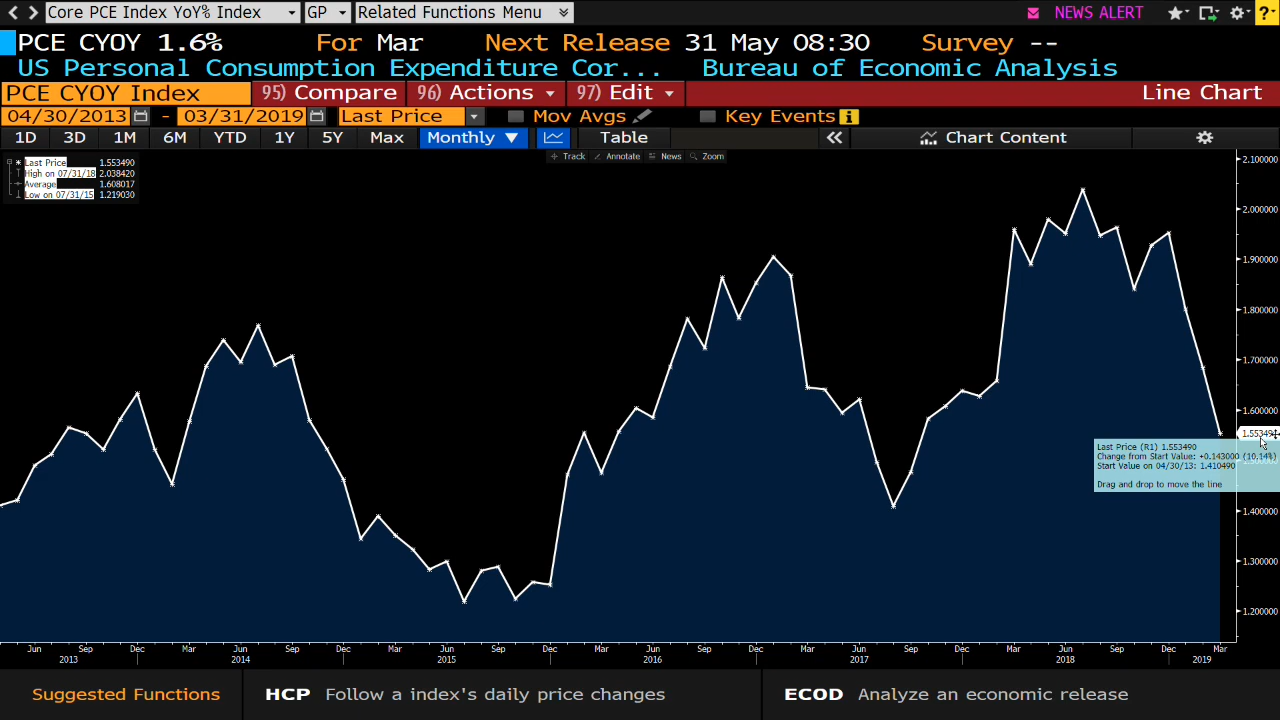 Core PCE Index YoY% Index GP Related Functions Menu NEWS ALERT ?
PCE CYOY 1.6% For Mar Next Release 31 May 08:30 Survey --
US Personal Consumption Expenditure Cor... Bureau of Economic Analysis
PCE CYOY Index 95) Compare 96) Actions 97) Edit Line Chart
04/30/2013 - 03/31/2019 Last Price Mov Avgs Key Events
1D 3D 1M 6M YTD 1Y 5Y Max Monthly Table Chart Content
Track Annotate News Zoom
Last Price 1.553490
High on 07/31/18 2.038420
Average 1.608017
Low on 07/31/15 1.219030
2.100000
2.000000
1.900000
1.800000
1.700000
1.600000
Last Price (R1) 1.553490
Change from Start Value: +0.143000 (10.14%)
Start Value on 04/30/13: 1.410490
Drag and drop to move the line
1.400000
1.300000
1.200000
Jun Sep Dec Mar Jun Sep Dec Mar Jun Sep Dec Mar Jun Sep Dec Mar Jun Sep Dec Mar Jun Sep Dec Mar
2013 2014 2015 2016 2017 2018 2019
Suggested Functions HCP Follow a index's daily price changes ECOD Analyze an economic release